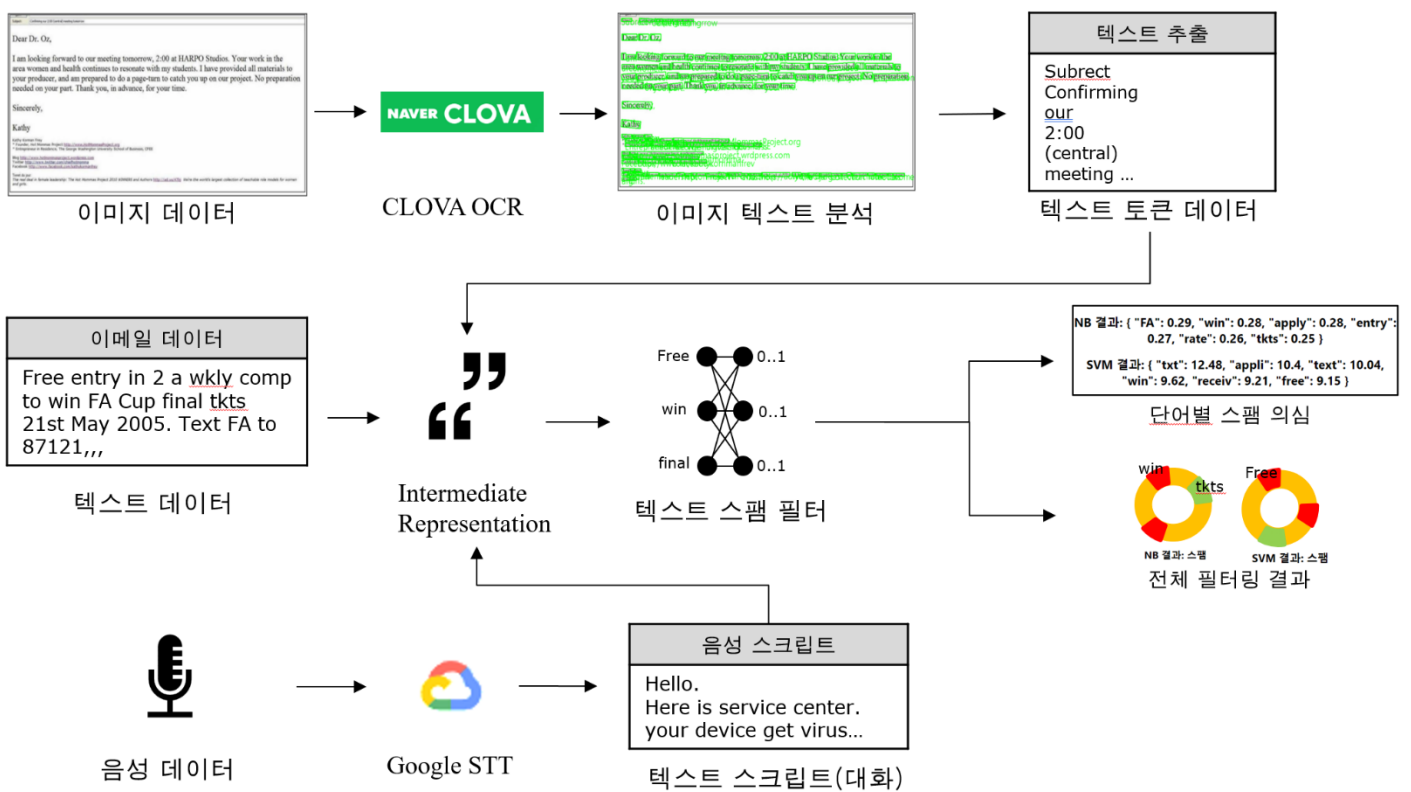 Dear Dr. Oz,
I am looking forward to our meeting tomorrow, 2:00 at HARPO Studios. Your work in the
area women and health continues to resonate with my students. I have provided all materials to
your producer, and am prepared to do a page-turn to catch you up on our project. No preparation
needed on your part. Thank you, in advance, for your time.
Sincerely,
Kathy
이미지 데이터
NAVER CLOVA
CLOVA OCR
Dear Dr. Oz,
Sincerely,
Kathy
이미지 텍스트 분석
텍스트 추출
Subrect
Confirming
our
2:00
(central)
meeting ...
텍스트 토큰 데이터
이메일 데이터
Free entry in 2 a wkly comp
to win FA Cup final tkts
21st May 2005. Text FA to
87121,,,
텍스트 데이터
Intermediate
Representation
Free 0..1
win 0..1
final 0..1
텍스트 스팸 필터
NB 결과: { "FA": 0.29, "win": 0.28, "apply": 0.28, "entry":
0.27, "rate": 0.26, "tkts": 0.25 }
SVM 결과: { "txt": 12.48, "appli": 10.4, "text": 10.04,
"win": 9.62, "receiv": 9.21, "free": 9.15 }
단어별 스팸 의심
win
tkts
Free
NB 결과: 스팸
SVM 결과: 스팸
전체 필터링 결과
음성 데이터
Google STT
음성 스크립트
Hello.
Here is service center.
your device get virus...
텍스트 스크립트(대화)